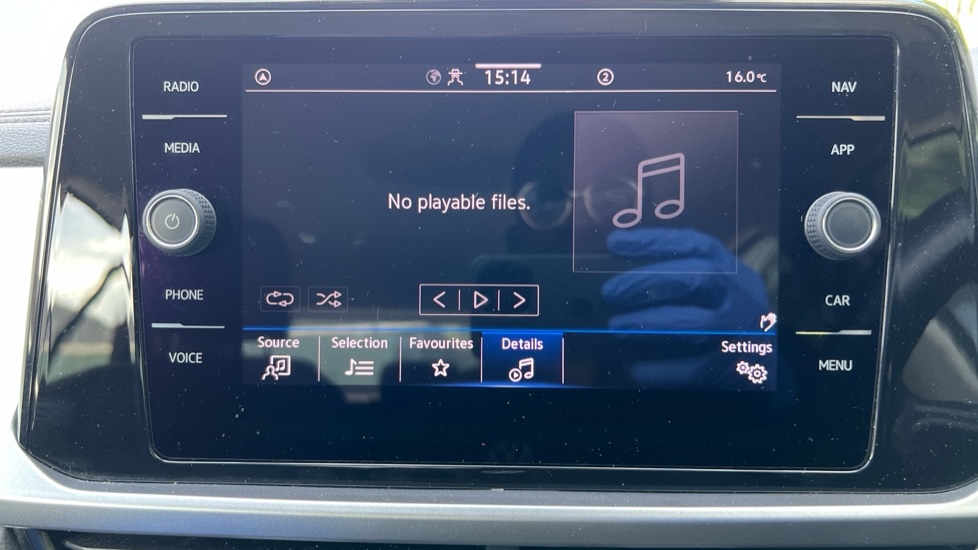 RADIO
MEDIA
PHONE
VOICE
15:14
2
16.0°C
No playable files.
Source
Selection
Favourites
Details
Settings
NAV
APP
CAR
MENU